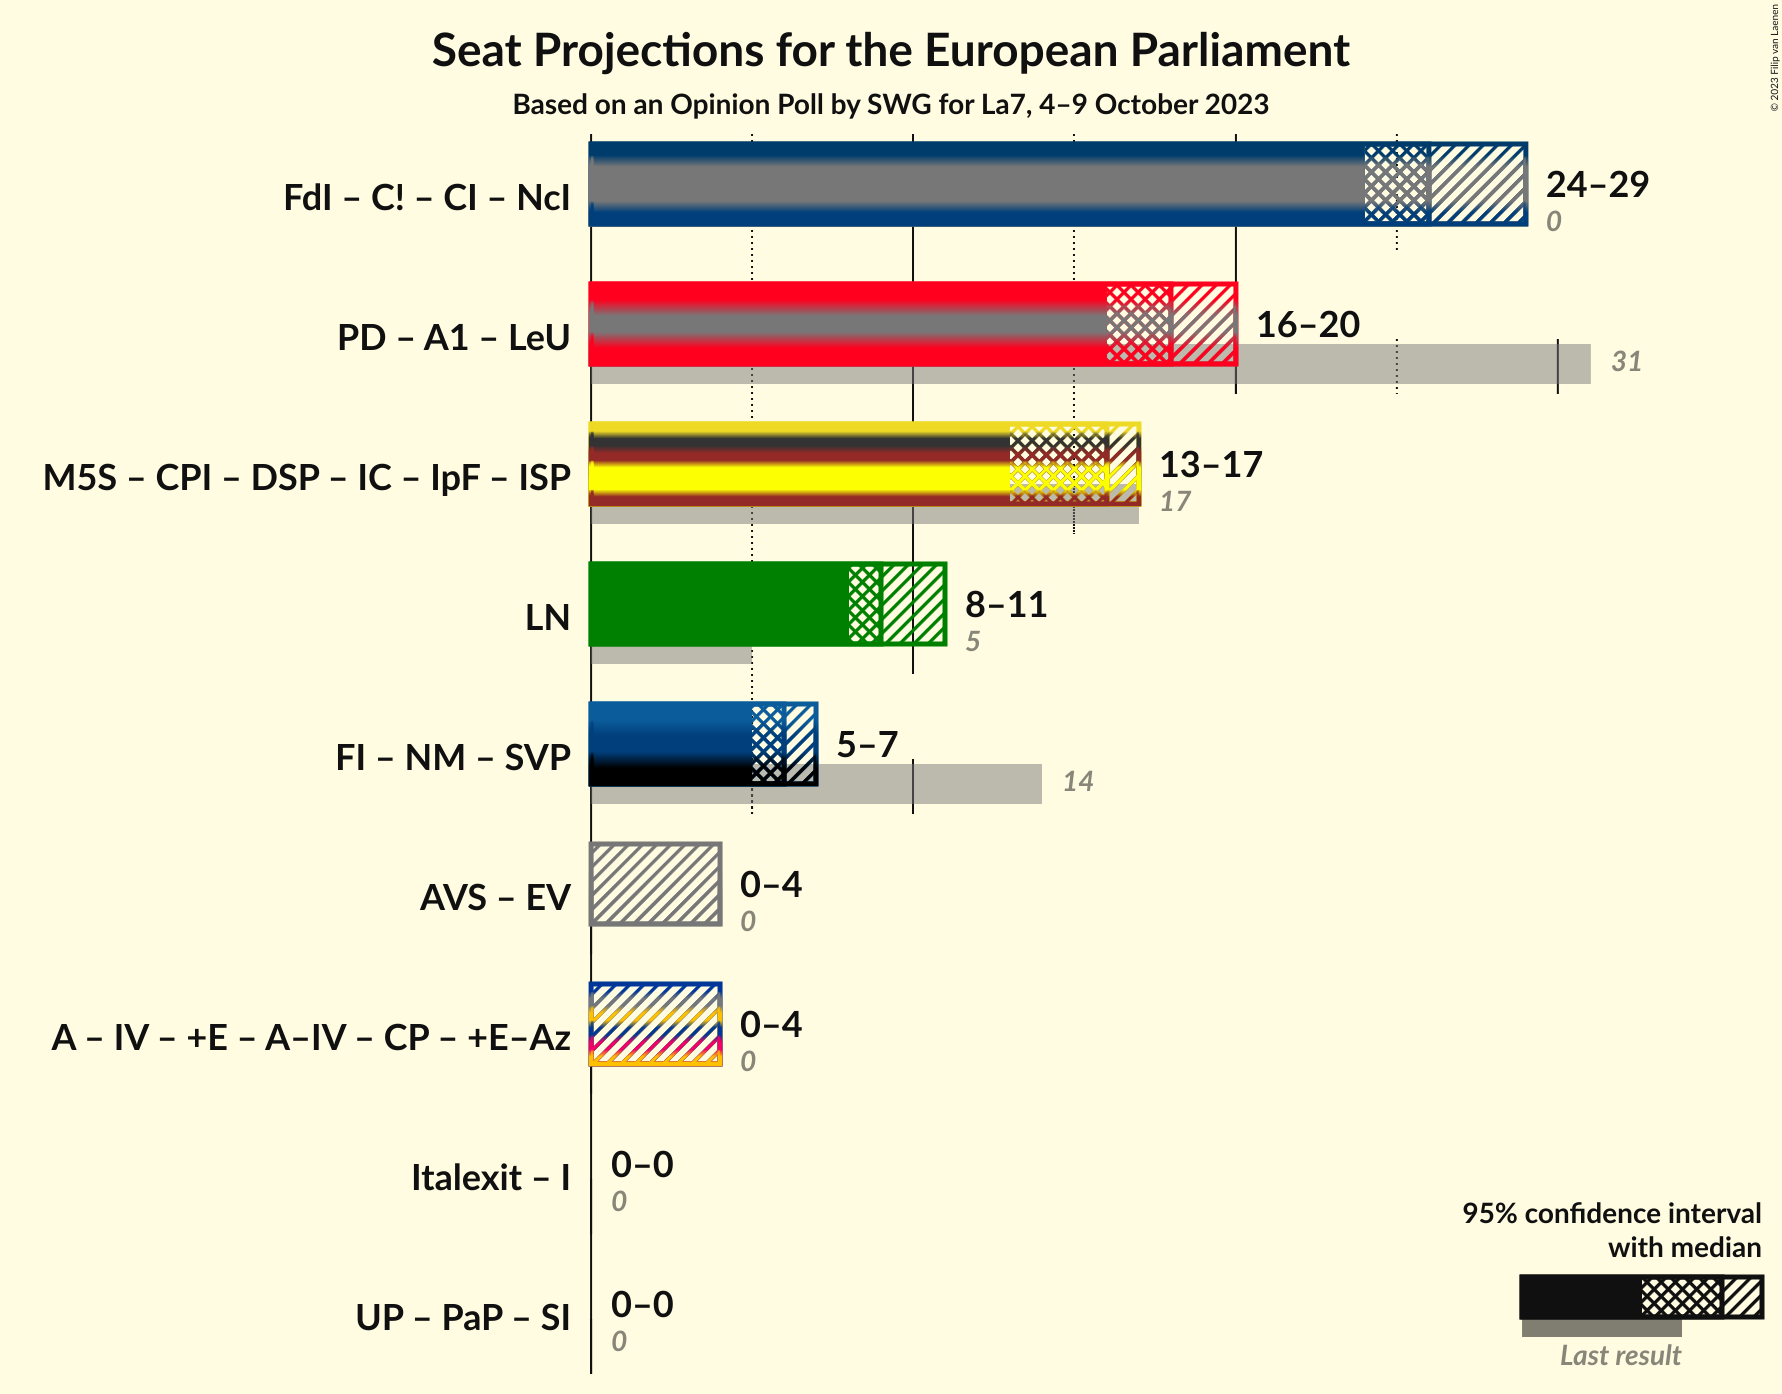 Seat Projections for the European Parliament
Based on an Opinion Poll by SWG for La7, 4–9 October 2023
© 2023 Filip van Laenen
FdI – C! – CI – NcI
24–29
0
PD – A1 – LeU
16–20
31
M5S – CPI – DSP – IC – IpF – ISP
13–17
17
LN
8–11
5
FI – NM – SVP
5–7
14
AVS – EV
0–4
0
A – IV – +E – A–IV – CP – +E–Az
0–4
0
Italexit – I
0–0
0
UP – PaP – SI
0–0
0
95% confidence interval
with median
Last result